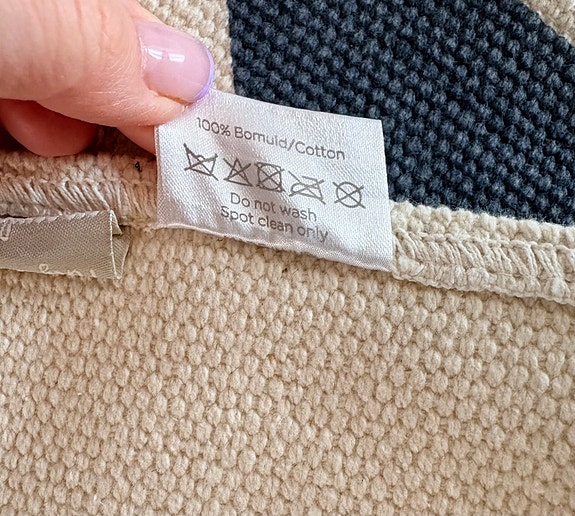 100% Bomuld/Cotton
Do not wash
Spot clean only